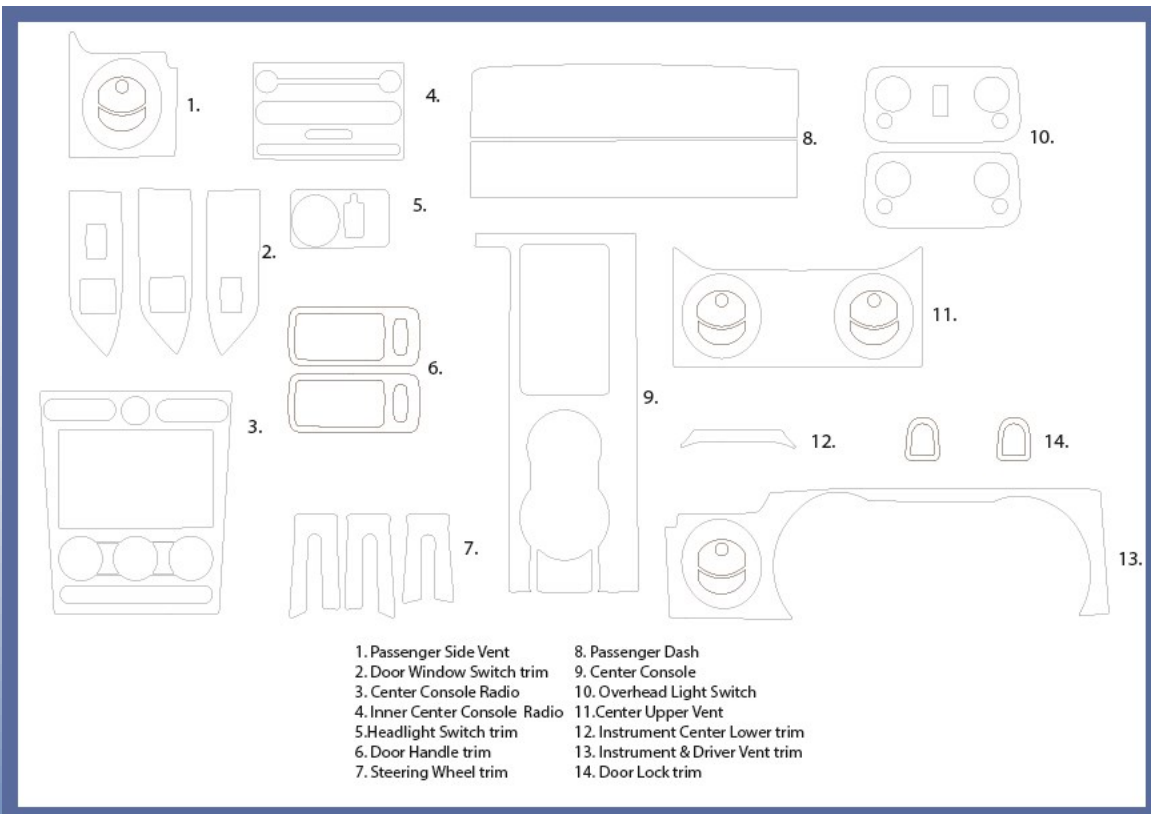 1.
4.
8.
10.
5.
2.
11.
6.
9.
3.
12.
14.
7.
13.
1. Passenger Side Vent
2. Door Window Switch trim
3. Center Console Radio
4. Inner Center Console  Radio
5.Headlight Switch trim
6. Door Handle trim
7. Steering Wheel trim
8. Passenger Dash
9. Center Console
10. Overhead Light Switch
11.Center Upper Vent
12. Instrument Center Lower trim
13. Instrument & Driver Vent trim
14. Door Lock trim